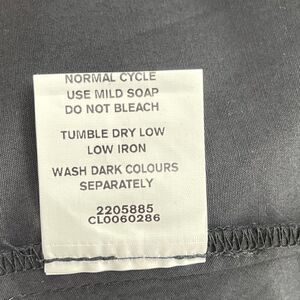 NORMAL CYCLE
USE MILD SOAP
DO NOT BLEACH
TUMBLE DRY LOW
LOW IRON
WASH DARK COLOURS
SEPARATELY
2205885
CL0060286